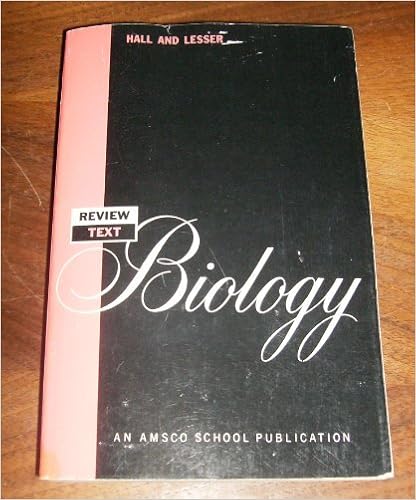 HALL AND LESSER
REVIEW
TEXT
Biology
AN AMSCO SCHOOL PUBLICATION